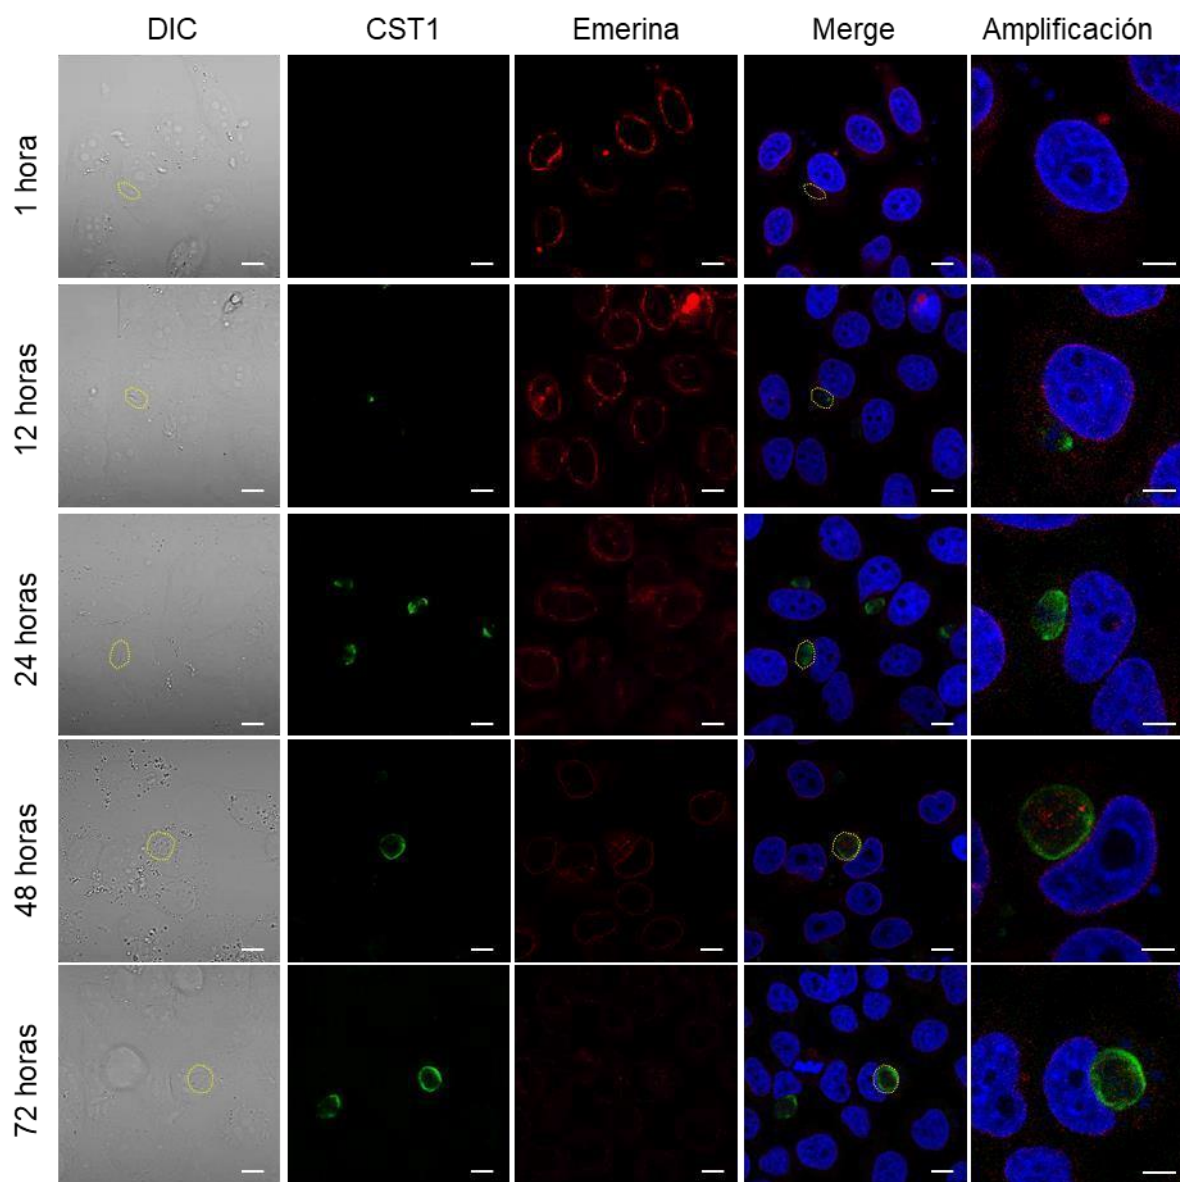 DIC CST1 Emerina Merge Amplificación
1 hora
12 horas
24 horas
48 horas
72 horas